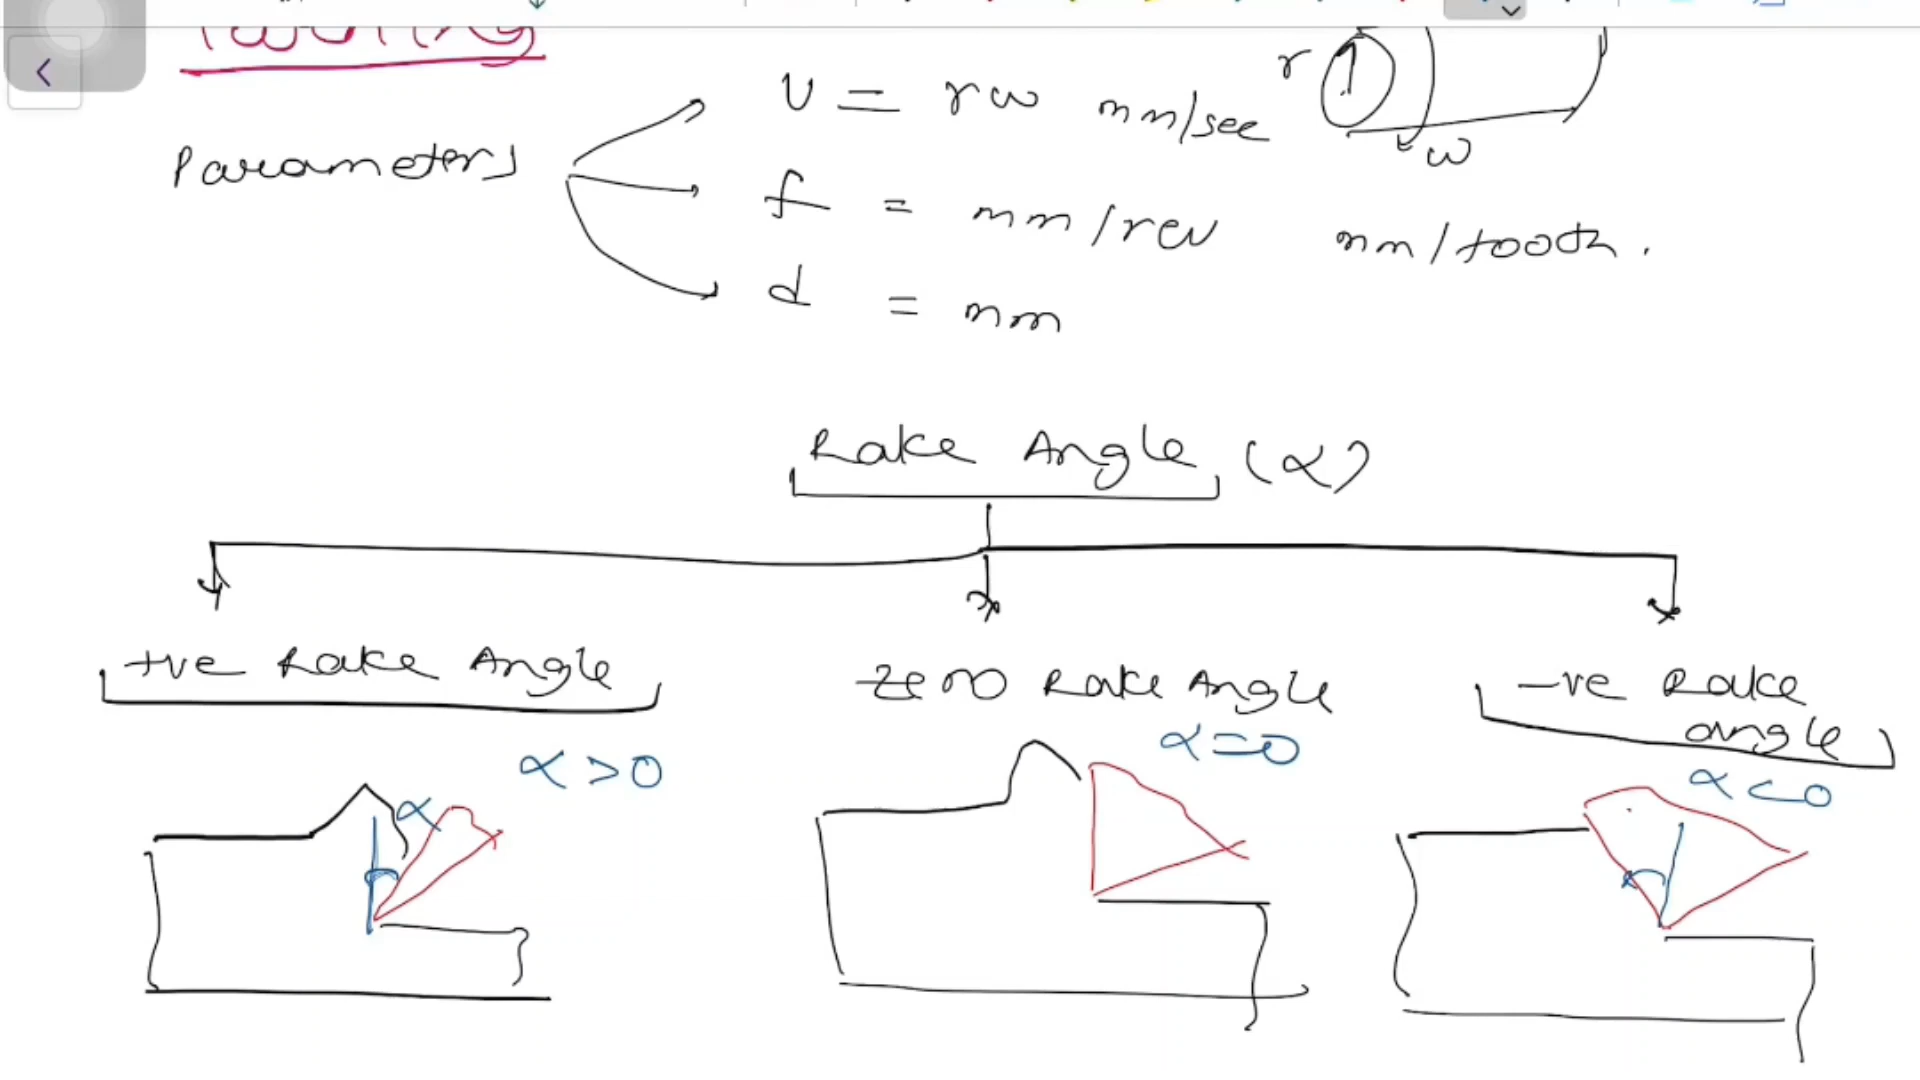 v = rω mm/sec
r
ω
Parameters
f = mm/rev mm/tooth.
d = mm
Rake Angle (α)
+ve Rake Angle
Zero Rake Angle
-ve Rake
angle
α > 0
α = 0
α < 0
α